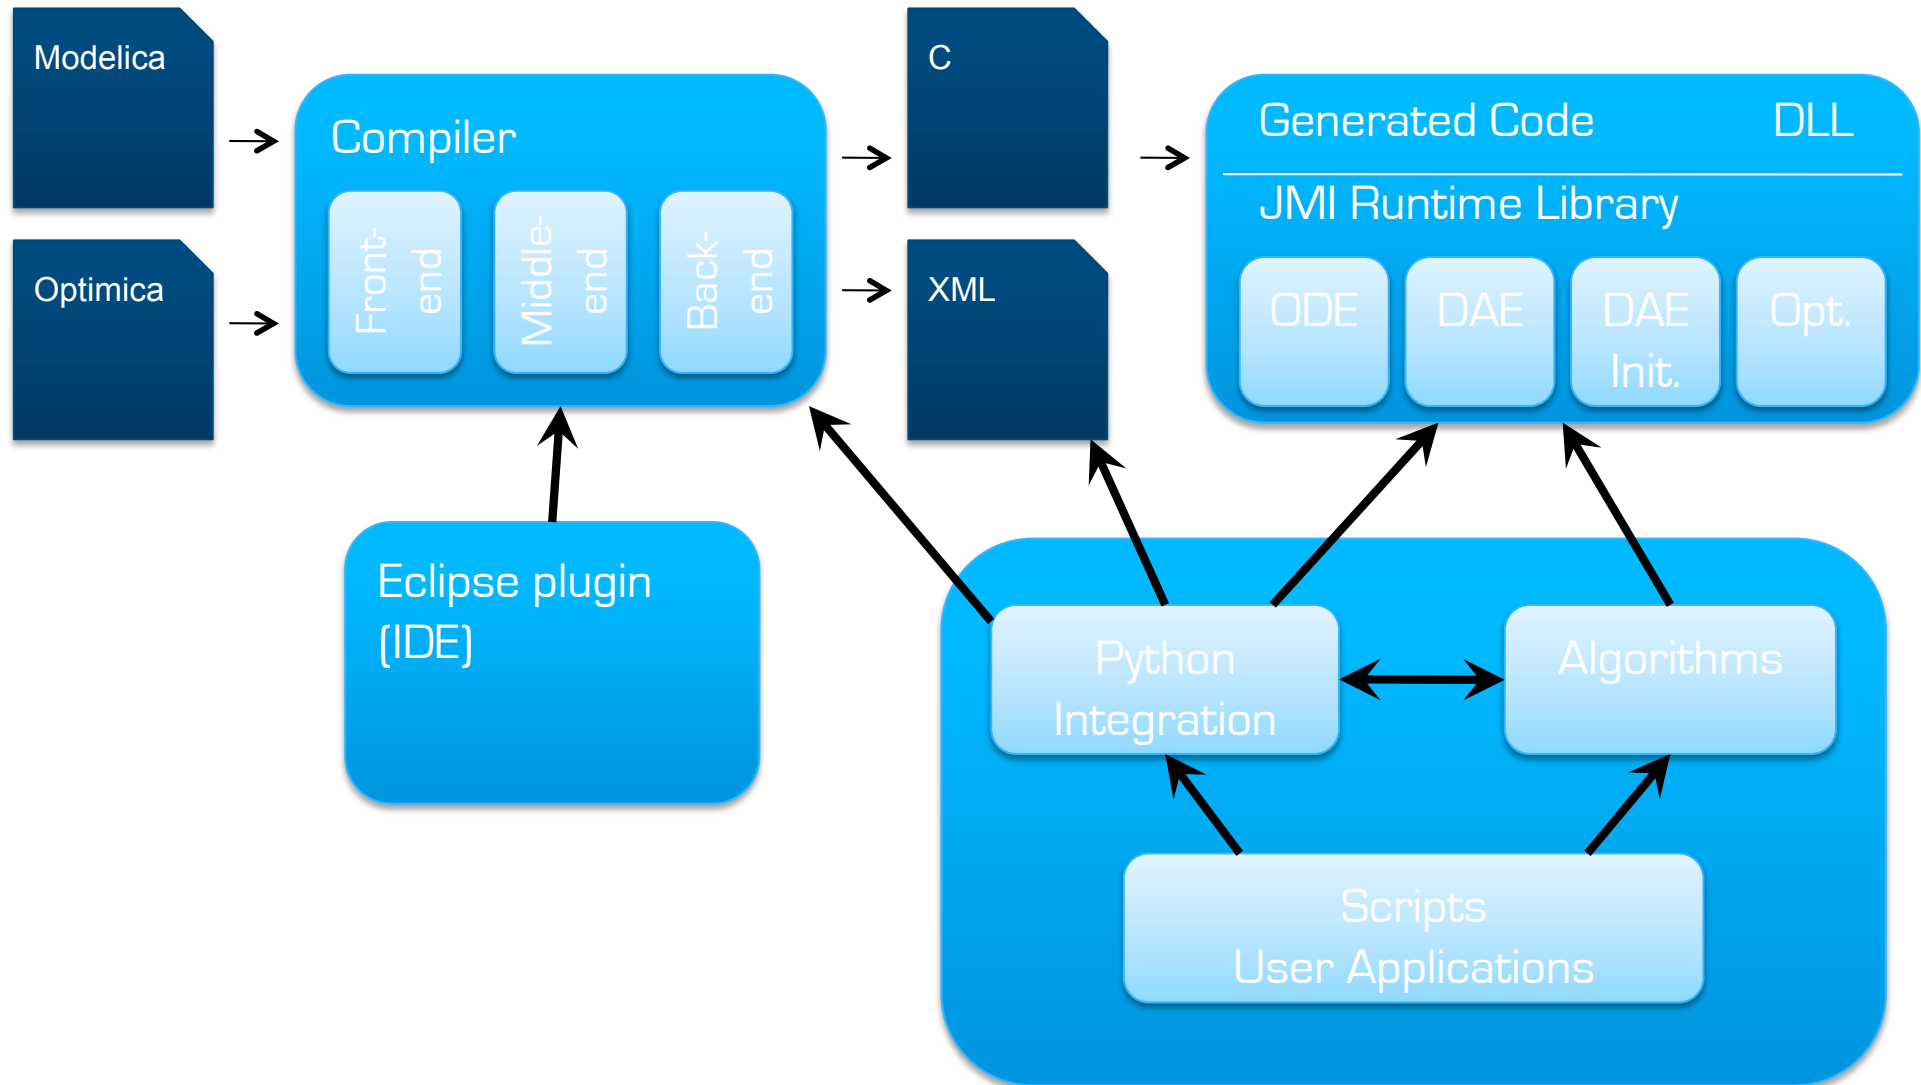 Modelica
Optimica
Compiler
Front-
end
Middle-
end
Back-
end
C
XML
Generated Code DLL
JMI Runtime Library
ODE
DAE
DAE
Init.
Opt.
Eclipse plugin
(IDE)
Python
Integration
Algorithms
Scripts
User Applications